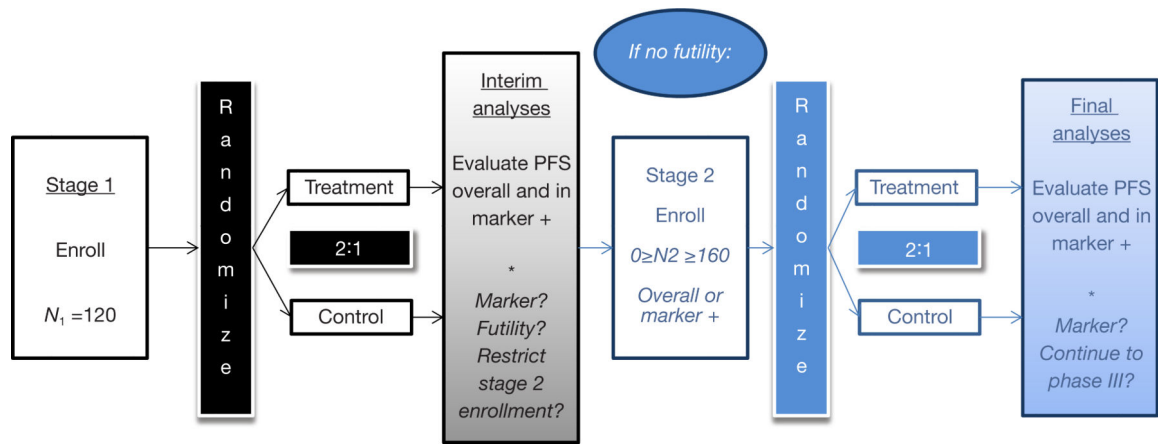 Stage 1
Enroll
N₁ =120
R
a
n
d
o
m
i
z
e
Treatment
2:1
Control
Interim
analyses
Evaluate PFS
overall and in
marker +
*
Marker?
Futility?
Restrict
stage 2
enrollment?
If no futility:
Stage 2
Enroll
0≥N2 ≥160
Overall or
marker +
R
a
n
d
o
m
i
z
e
Treatment
2:1
Control
Final
analyses
Evaluate PFS
overall and in
marker +
*
Marker?
Continue to
phase III?